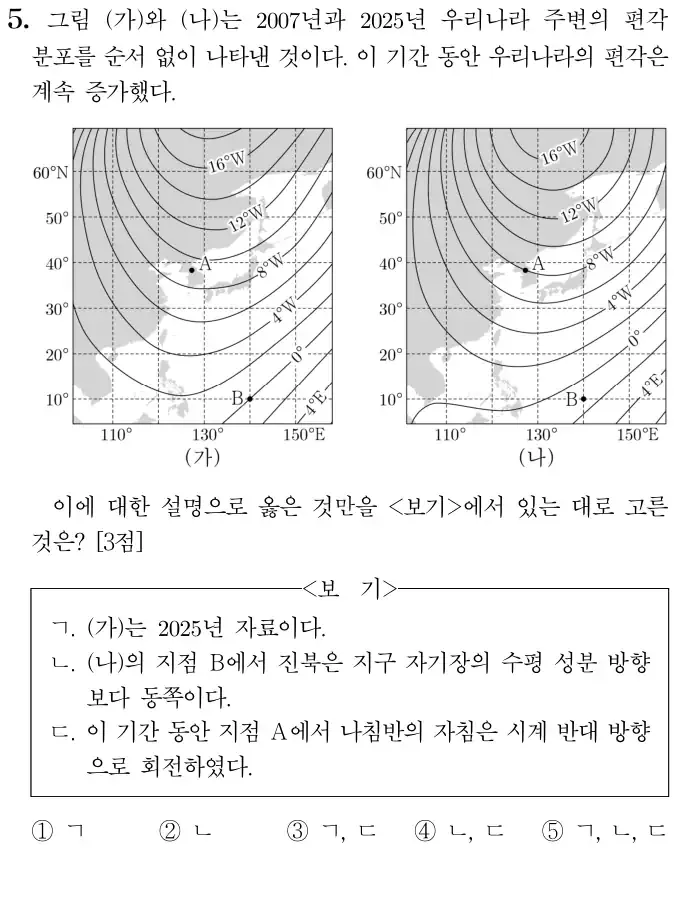 5. 그림 (가)와 (나)는 2007년과 2025년 우리나라 주변의 편각
분포를 순서 없이 나타낸 것이다. 이 기간 동안 우리나라의 편각은
계속 증가했다.
60°N
50°
40°
30°
20°
10°
16°W
12°W
8°W
4°W
0°
4°E
A
B
110° 130° 150°E
(가)
60°N
50°
40°
30°
20°
10°
16°W
12°W
8°W
4°W
0°
4°E
A
B
110° 130° 150°E
(나)
이에 대한 설명으로 옳은 것만을 <보기>에서 있는 대로 고른
것은? [3점]
<보 기>
ㄱ. (가)는 2025년 자료이다.
ㄴ. (나)의 지점 B에서 진북은 지구 자기장의 수평 성분 방향
보다 동쪽이다.
ㄷ. 이 기간 동안 지점 A에서 나침반의 자침은 시계 반대 방향
으로 회전하였다.
① ㄱ ② ㄴ ③ ㄱ, ㄷ ④ ㄴ, ㄷ ⑤ ㄱ, ㄴ, ㄷ